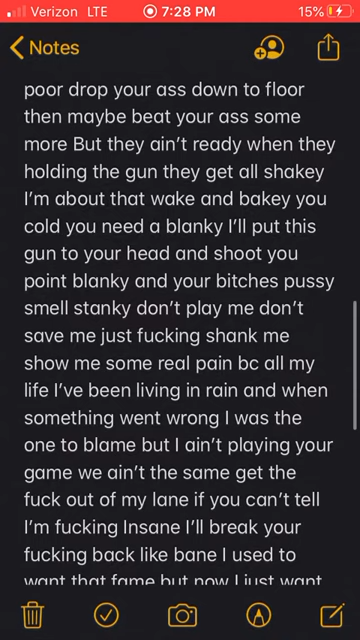 Verizon LTE 7:28 PM 15%
Notes
poor drop your ass down to floor
then maybe beat your ass some
more But they ain't ready when they
holding the gun they get all shakey
I'm about that wake and bakey you
cold you need a blanky I'll put this
gun to your head and shoot you
point blanky and your bitches pussy
smell stanky don't play me don't
save me just fucking shank me
show me some real pain bc all my
life I've been living in rain and when
something went wrong I was the
one to blame but I ain't playing your
game we ain't the same get the
fuck out of my lane if you can't tell
I'm fucking Insane I'll break your
fucking back like bane I used to
want that fame but now I just want